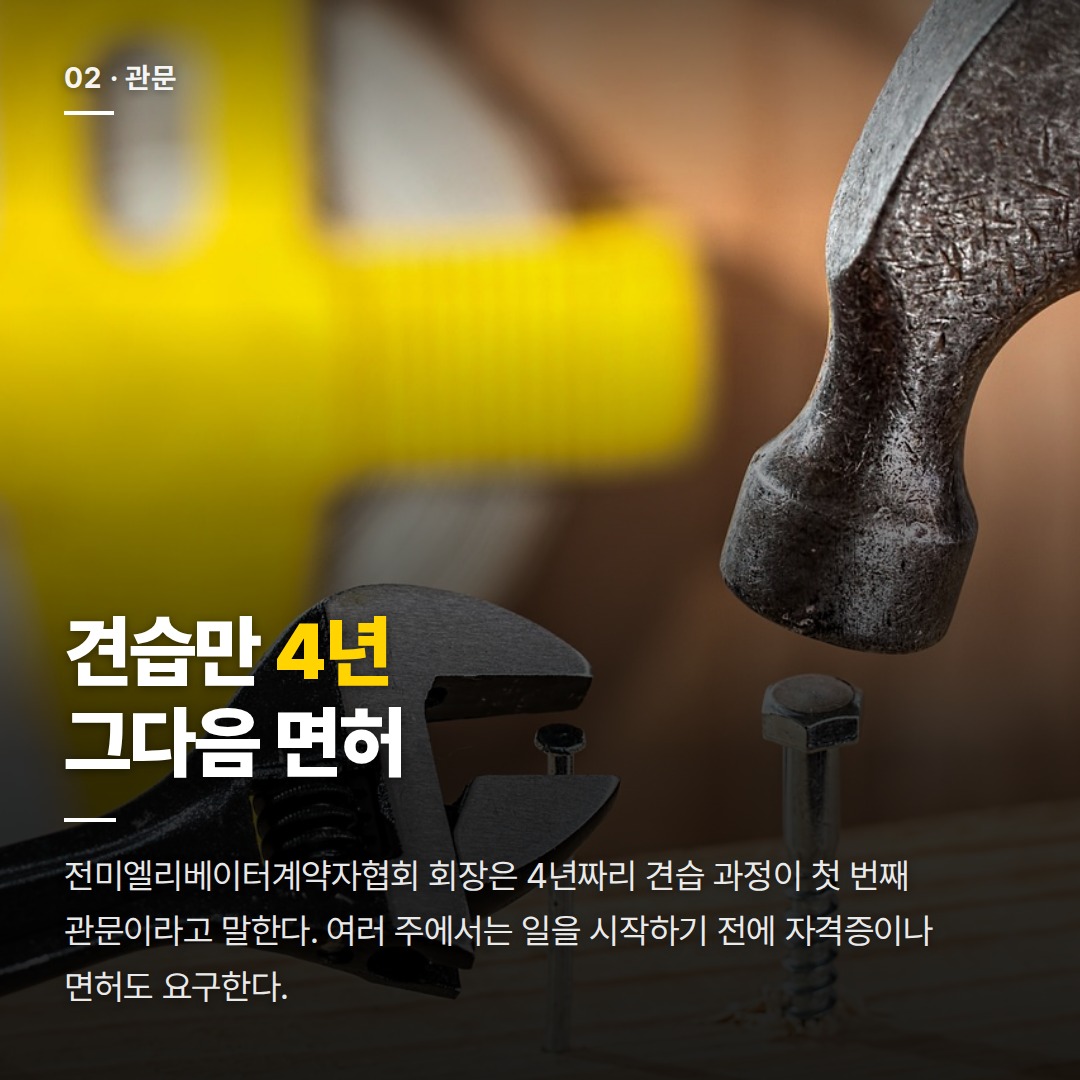 02 · 관문
견습만 4년
그다음 면허
전미엘리베이터계약자협회 회장은 4년짜리 견습 과정이 첫 번째
관문이라고 말한다. 여러 주에서는 일을 시작하기 전에 자격증이나
면허도 요구한다.